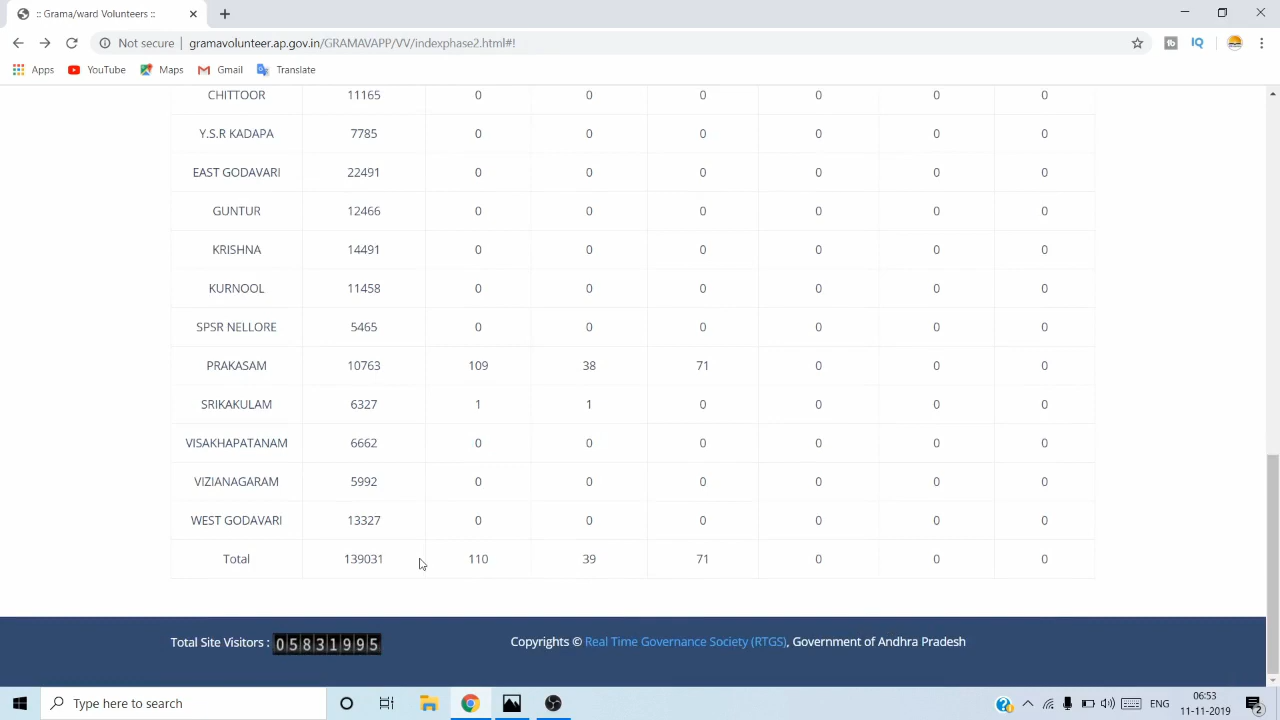 :: Grama/ward Volunteers ::
Not secure gramavolunteer.ap.gov.in/GRAMAVAPP/VV/indexphase2.html#!
Apps YouTube Maps Gmail Translate
CHITTOOR 11165 0 0 0 0 0 0
Y.S.R KADAPA 7785 0 0 0 0 0 0
EAST GODAVARI 22491 0 0 0 0 0 0
GUNTUR 12466 0 0 0 0 0 0
KRISHNA 14491 0 0 0 0 0 0
KURNOOL 11458 0 0 0 0 0 0
SPSR NELLORE 5465 0 0 0 0 0 0
PRAKASAM 10763 109 38 71 0 0 0
SRIKAKULAM 6327 1 1 0 0 0 0
VISAKHAPATANAM 6662 0 0 0 0 0 0
VIZIANAGARAM 5992 0 0 0 0 0 0
WEST GODAVARI 13327 0 0 0 0 0 0
Total 139031 110 39 71 0 0 0
Total Site Visitors : 05831995 Copyrights © Real Time Governance Society (RTGS), Government of Andhra Pradesh
Type here to search ENG 06:53
11-11-2019 2